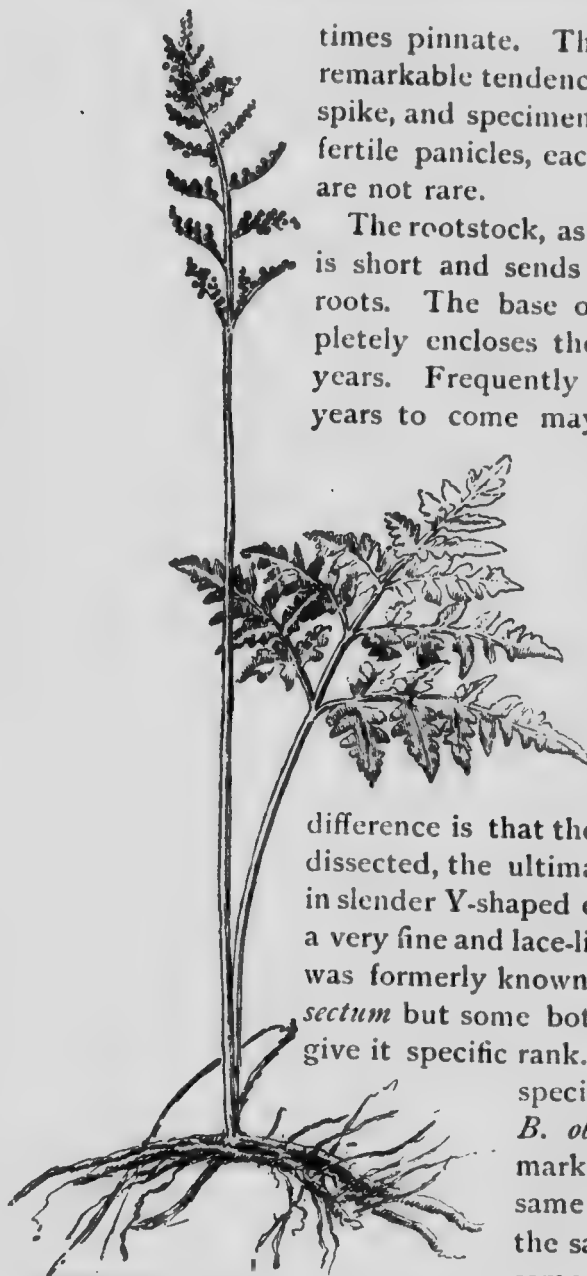 times pinnate. Th
remarkable tendenc
spike, and specimen
fertile panicles, eac
are not rare.
The rootstock, as
is short and sends
roots. The base o
pletely encloses the
years. Frequently
years to come may
difference is that the
dissected, the ultima
in slender Y-shaped e
a very fine and lace-li
was formerly known
sectum but some bot
give it specific rank.
speci
B. ob
mark
same
the sa